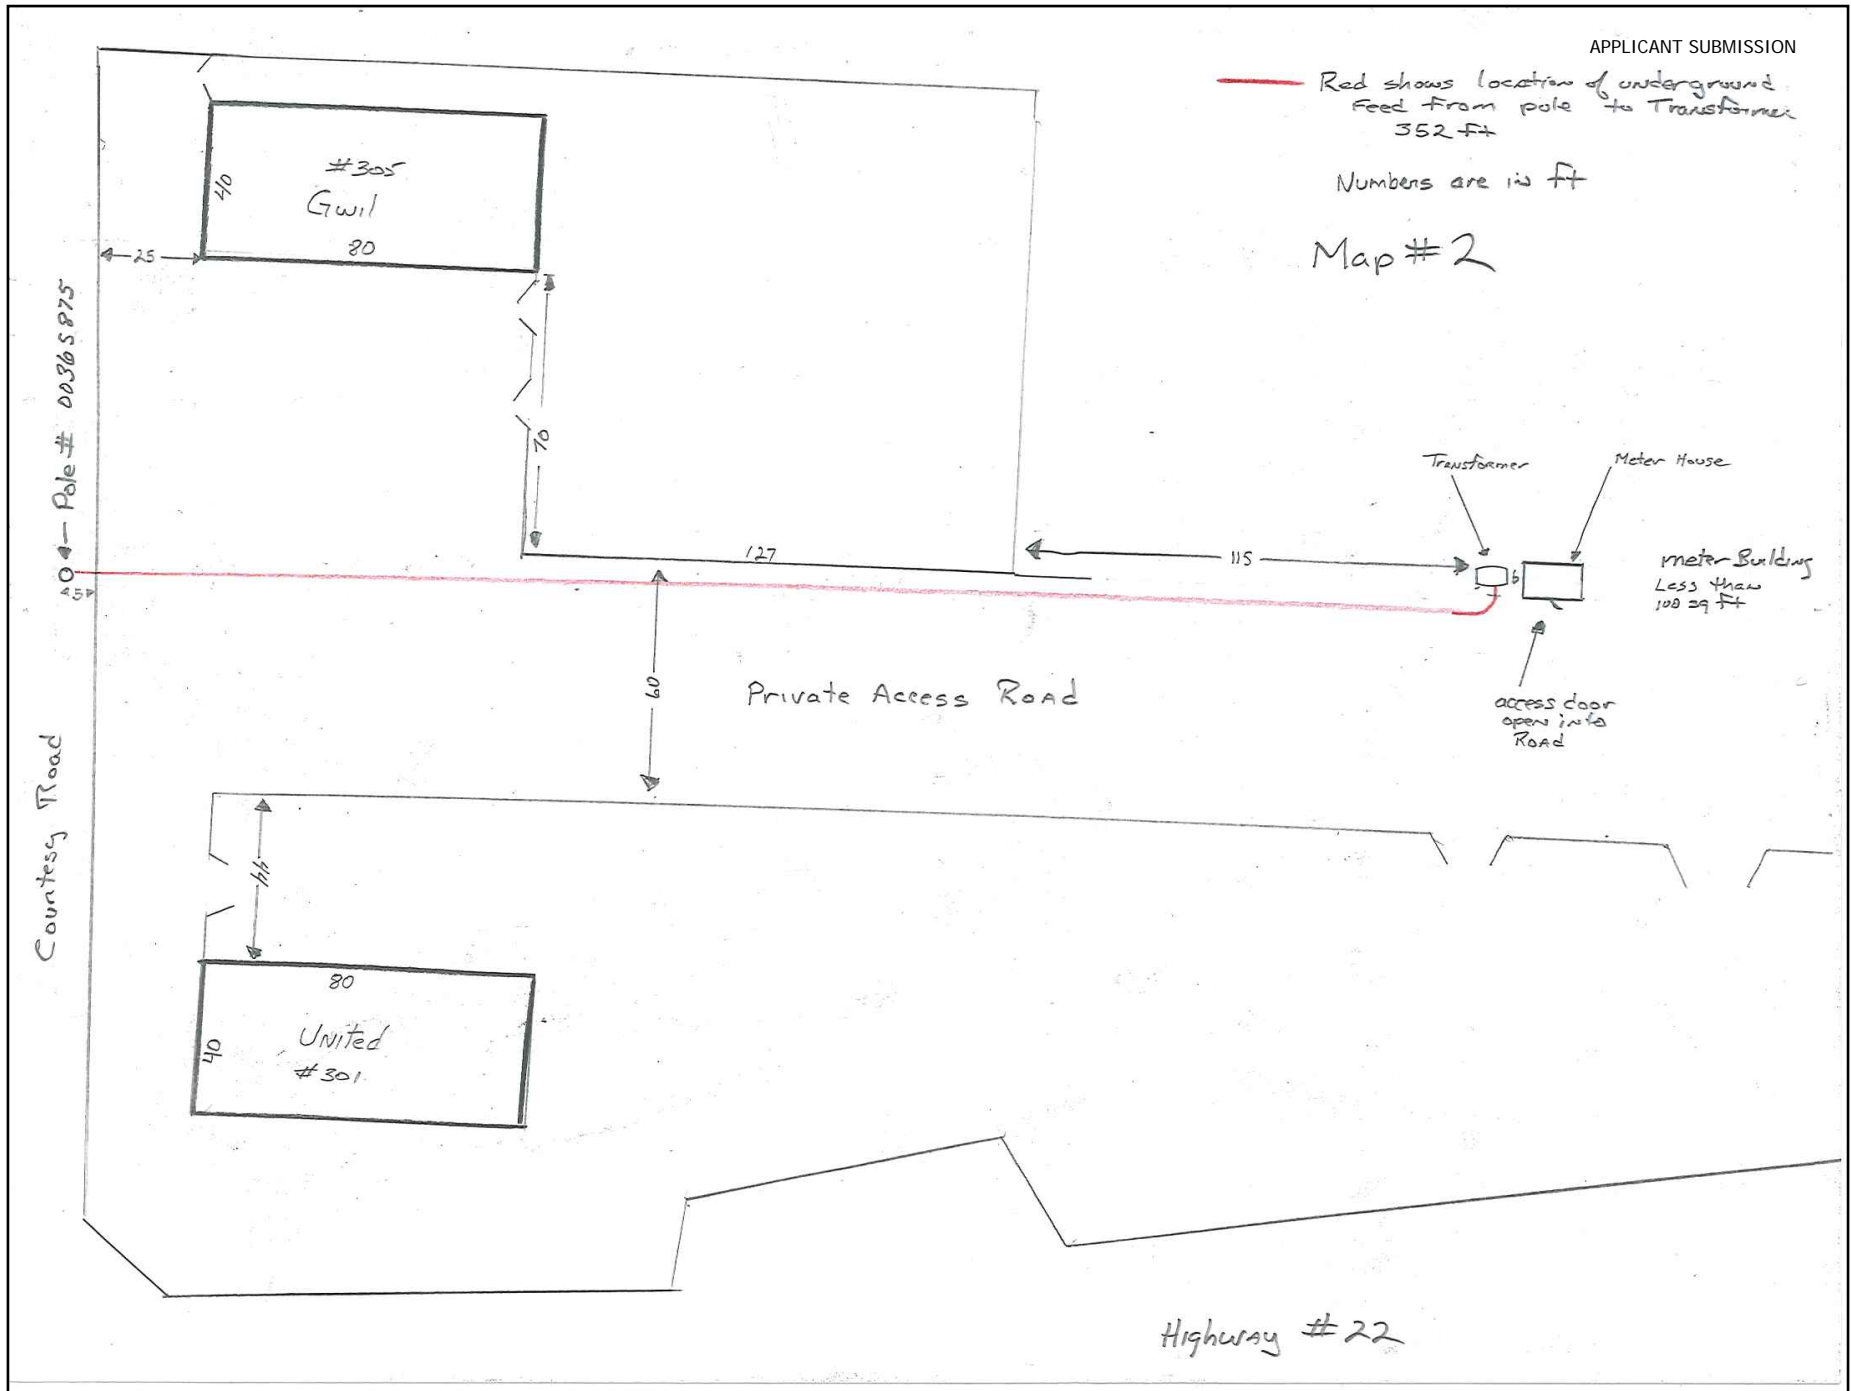 APPLICANT SUBMISSION
Red shows location of underground
Feed from pole to Transformer
352 ft
Numbers are in ft
Map # 2
#305
Gwil
40
80
25
Pole # 00365875
70
127
115
Transformer
Meter House
6
meter Building
Less than
100 sq ft
45
60
Private Access Road
access door
open into
Road
Countesy Road
44
80
40
United
#301
Highway #22